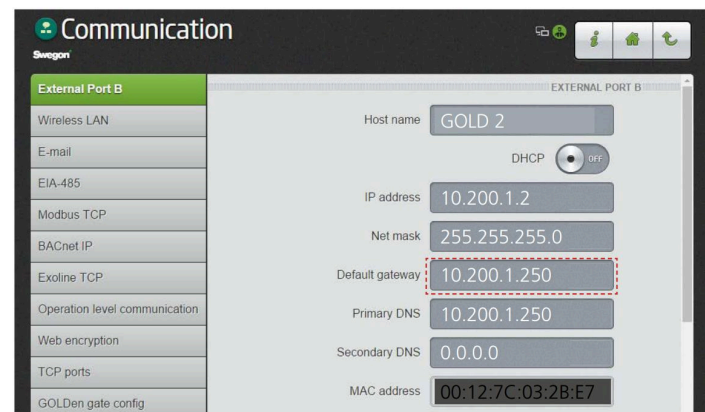 Communication
Swegon
External Port B
Wireless LAN
E-mail
EIA-485
Modbus TCP
BACnet IP
Exoline TCP
Operation level communication
Web encryption
TCP ports
GOLDen gate config
EXTERNAL PORT B
Host name GOLD 2
DHCP OFF
IP address 10.200.1.2
Net mask 255.255.255.0
Default gateway 10.200.1.250
Primary DNS 10.200.1.250
Secondary DNS 0.0.0.0
MAC address 00:12:7C:03:2B:E7